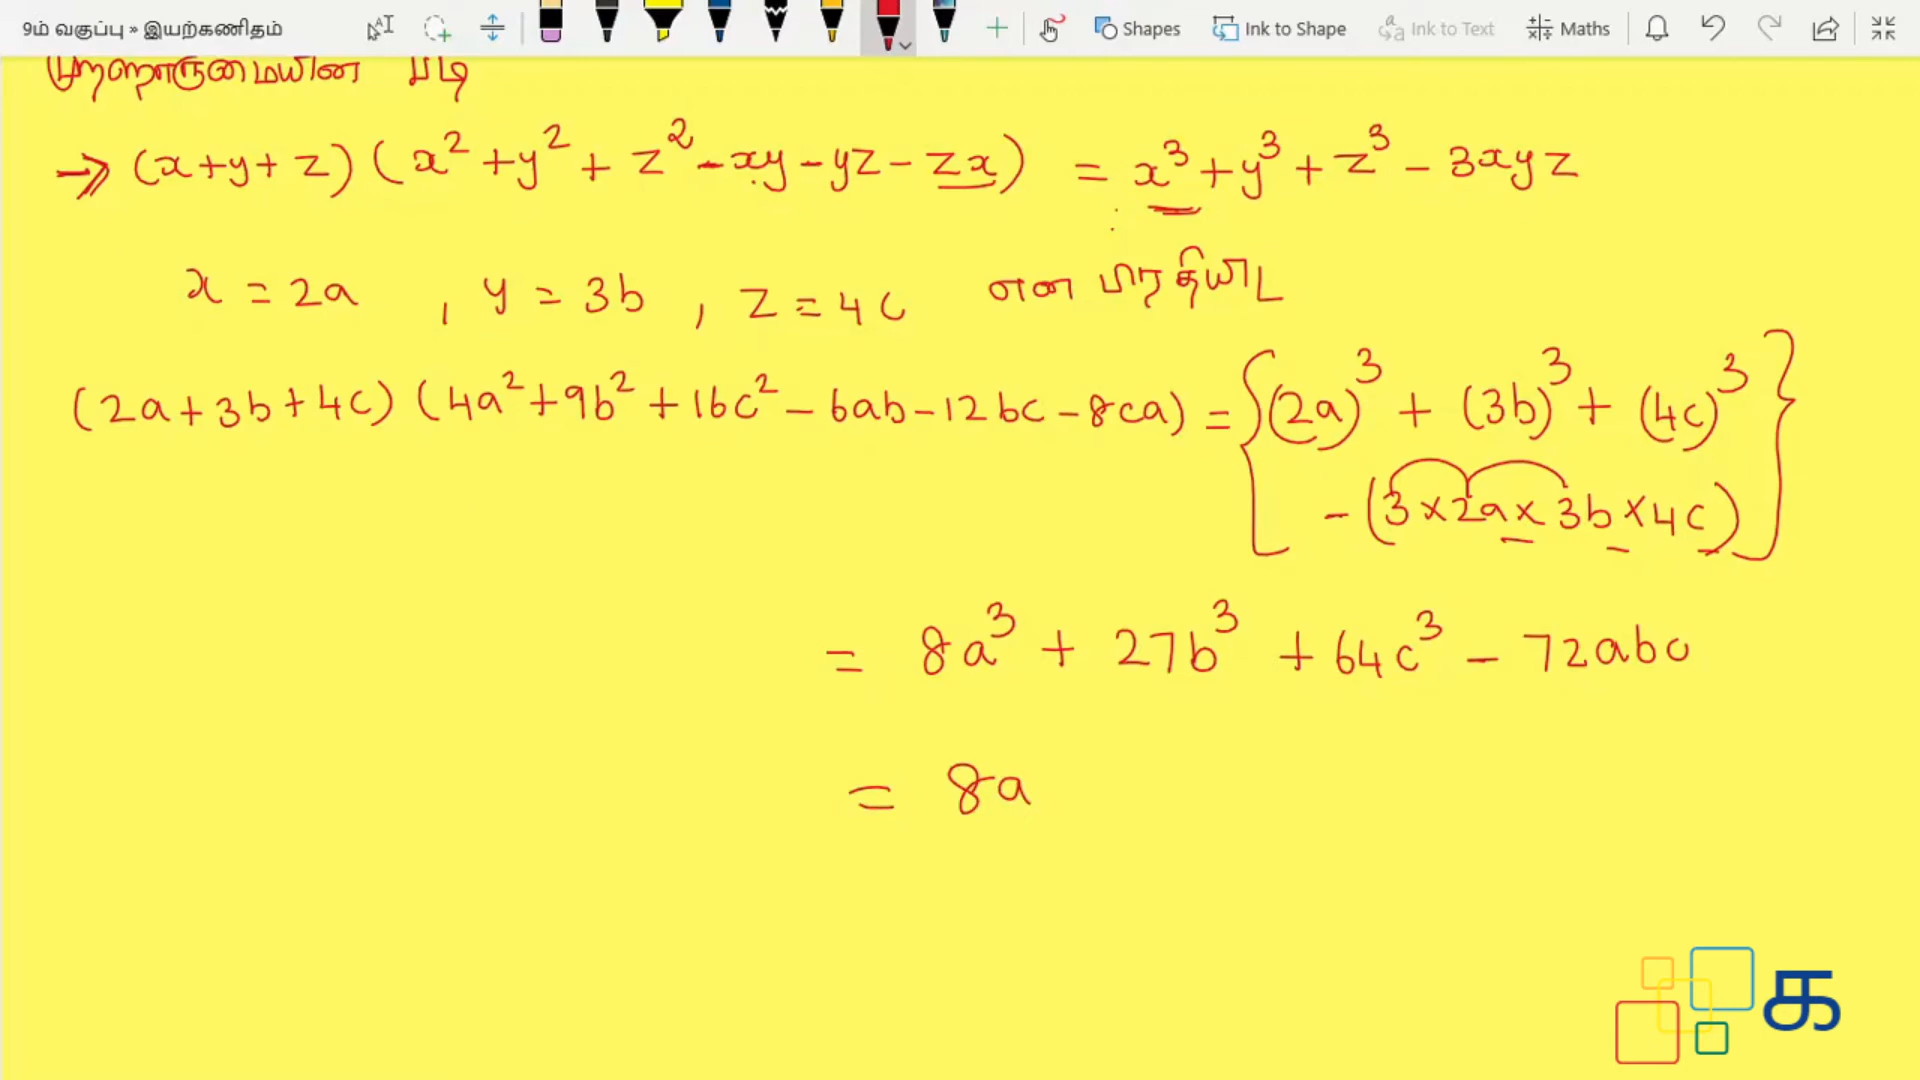 9ம் வகுப்பு » இயற்கணிதம் Shapes Ink to Shape Ink to Text Maths
முற்றொருமையின் படி
→ (x+y+z)(x²+y²+z²-xy-yz-zx) = x³+y³+z³-3xyz
x = 2a , y = 3b , z = 4c என பிரதியிட
(2a+3b+4c)(4a²+9b²+16c²-6ab-12bc-8ca) = {(2a)³ + (3b)³ + (4c)³
- (3×2a×3b×4c)}
= 8a³ + 27b³ + 64c³ - 72abc
= 8a
க